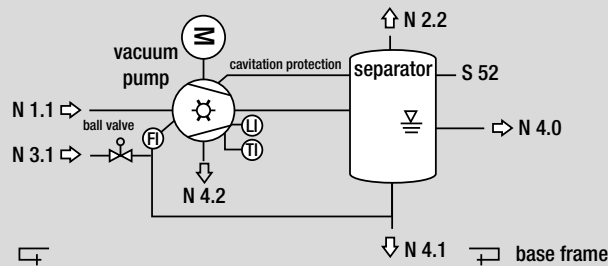 N 2.2
M
vacuum
pump
cavitation protection
separator
S 52
N 1.1
ball valve
LI
N 4.0
FI
N 3.1
TI
N 4.2
N 4.1
base frame